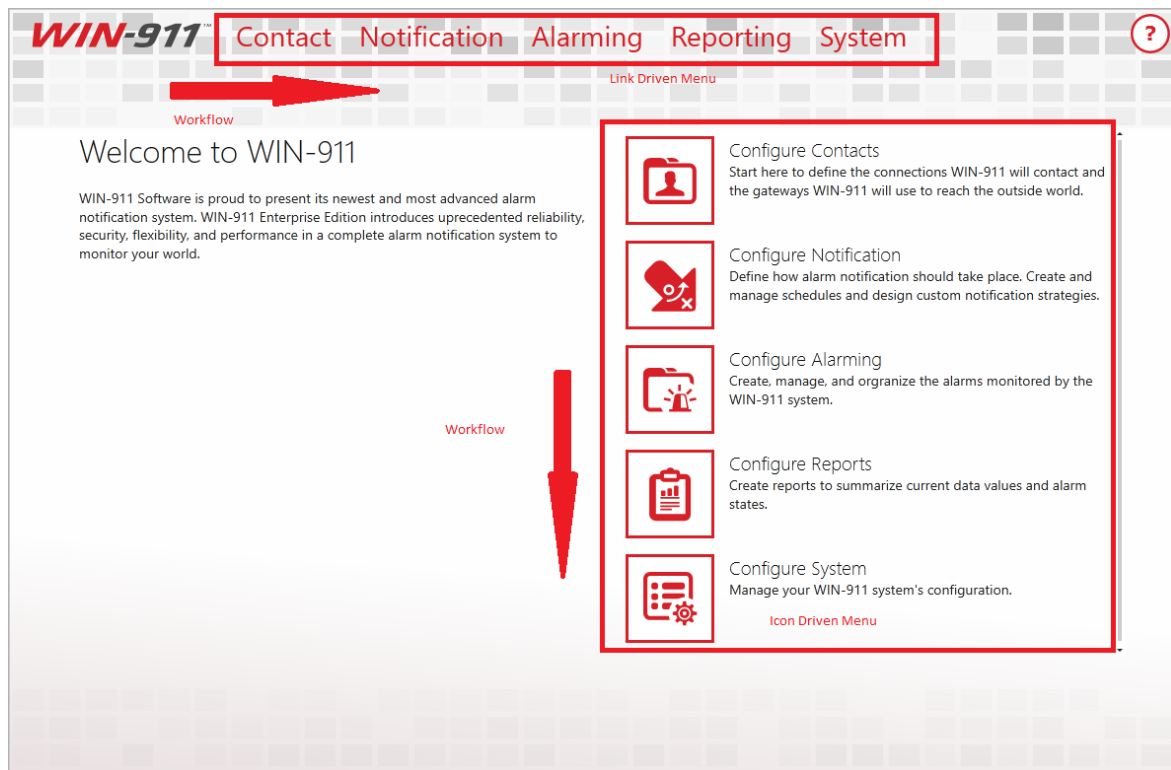 WIN-911™ Contact Notification Alarming Reporting System ?
Link Driven Menu
Workflow
Welcome to WIN-911
WIN-911 Software is proud to present its newest and most advanced alarm
notification system. WIN-911 Enterprise Edition introduces uprecedented reliability,
security, flexibility, and performance in a complete alarm notification system to
monitor your world.
Workflow
Configure Contacts
Start here to define the connections WIN-911 will contact and
the gateways WIN-911 will use to reach the outside world.
Configure Notification
Define how alarm notification should take place. Create and
manage schedules and design custom notification strategies.
Configure Alarming
Create, manage, and orgranize the alarms monitored by the
WIN-911 system.
Configure Reports
Create reports to summarize current data values and alarm
states.
Configure System
Manage your WIN-911 system's configuration.
Icon Driven Menu